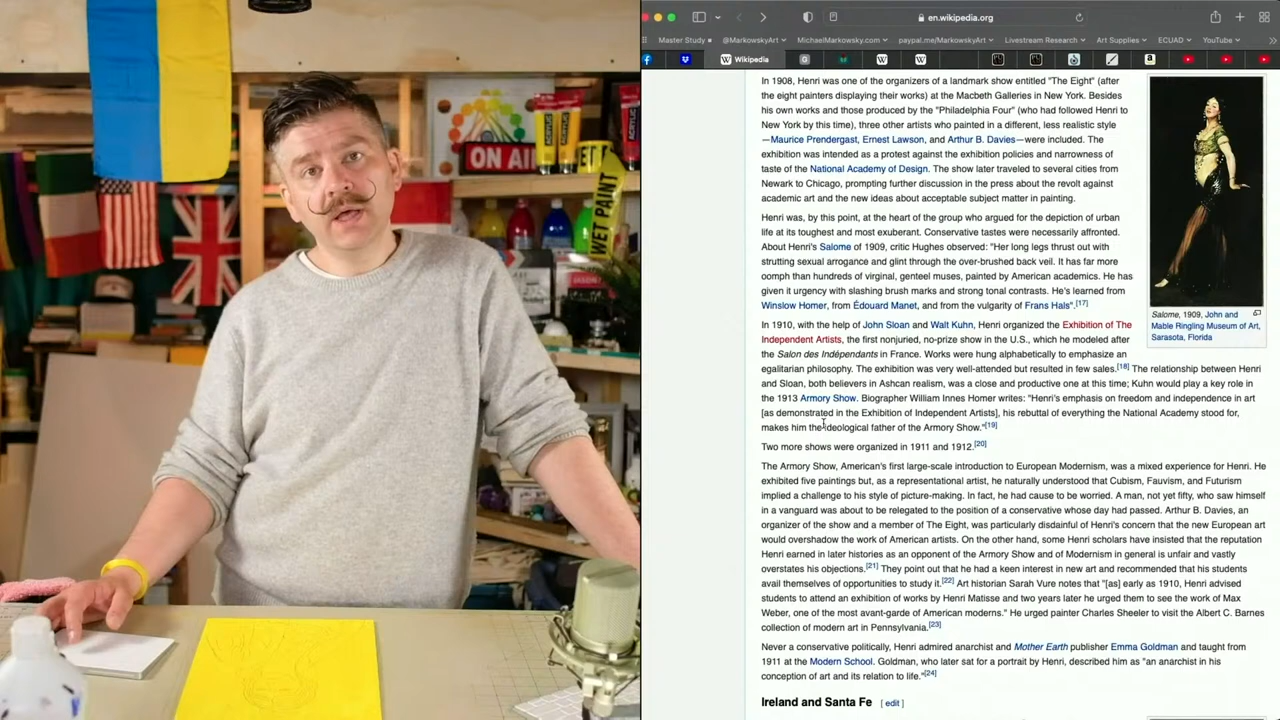 ON AIR
WET PAINT
ACRYLIC
ACRYLIC
en.wikipedia.org
Master Study
@MarkowskyArt
MichaelMarkowsky.com
paypal.me/MarkowskyArt
Livestream Research
Art Supplies
ECUAD
YouTube
Wikipedia
In 1908, Henri was one of the organizers of a landmark show entitled "The Eight" (after
the eight painters displaying their works) at the Macbeth Galleries in New York. Besides
his own works and those produced by the "Philadelphia Four" (who had followed Henri to
New York by this time), three other artists who painted in a different, less realistic style
—Maurice Prendergast, Ernest Lawson, and Arthur B. Davies—were included. The
exhibition was intended as a protest against the exhibition policies and narrowness of
taste of the National Academy of Design. The show later traveled to several cities from
Newark to Chicago, prompting further discussion in the press about the revolt against
academic art and the new ideas about acceptable subject matter in painting.
Henri was, by this point, at the heart of the group who argued for the depiction of urban
life at its toughest and most exuberant. Conservative tastes were necessarily affronted.
About Henri's Salome of 1909, critic Hughes observed: "Her long legs thrust out with
strutting sexual arrogance and glint through the over-brushed back veil. It has far more
oomph than hundreds of virginal, genteel muses, painted by American academics. He has
given it urgency with slashing brush marks and strong tonal contrasts. He's learned from
Winslow Homer, from Édouard Manet, and from the vulgarity of Frans Hals".[17]
Salome, 1909, John and
Mable Ringling Museum of Art,
Sarasota, Florida
In 1910, with the help of John Sloan and Walt Kuhn, Henri organized the Exhibition of The
Independent Artists, the first nonjuried, no-prize show in the U.S., which he modeled after
the Salon des Indépendants in France. Works were hung alphabetically to emphasize an
egalitarian philosophy. The exhibition was very well-attended but resulted in few sales.[18] The relationship between Henri
and Sloan, both believers in Ashcan realism, was a close and productive one at this time; Kuhn would play a key role in
the 1913 Armory Show. Biographer William Innes Homer writes: "Henri's emphasis on freedom and independence in art
[as demonstrated in the Exhibition of Independent Artists], his rebuttal of everything the National Academy stood for,
makes him the ideological father of the Armory Show."[19]
Two more shows were organized in 1911 and 1912.[20]
The Armory Show, American's first large-scale introduction to European Modernism, was a mixed experience for Henri. He
exhibited five paintings but, as a representational artist, he naturally understood that Cubism, Fauvism, and Futurism
implied a challenge to his style of picture-making. In fact, he had cause to be worried. A man, not yet fifty, who saw himself
in a vanguard was about to be relegated to the position of a conservative whose day had passed. Arthur B. Davies, an
organizer of the show and a member of The Eight, was particularly disdainful of Henri's concern that the new European art
would overshadow the work of American artists. On the other hand, some Henri scholars have insisted that the reputation
Henri earned in later histories as an opponent of the Armory Show and of Modernism in general is unfair and vastly
overstates his objections.[21] They point out that he had a keen interest in new art and recommended that his students
avail themselves of opportunities to study it.[22] Art historian Sarah Vure notes that "[as] early as 1910, Henri advised
students to attend an exhibition of works by Henri Matisse and two years later he urged them to see the work of Max
Weber, one of the most avant-garde of American moderns." He urged painter Charles Sheeler to visit the Albert C. Barnes
collection of modern art in Pennsylvania.[23]
Never a conservative politically, Henri admired anarchist and Mother Earth publisher Emma Goldman and taught from
1911 at the Modern School. Goldman, who later sat for a portrait by Henri, described him as "an anarchist in his
conception of art and its relation to life."[24]
Ireland and Santa Fe [ edit ]